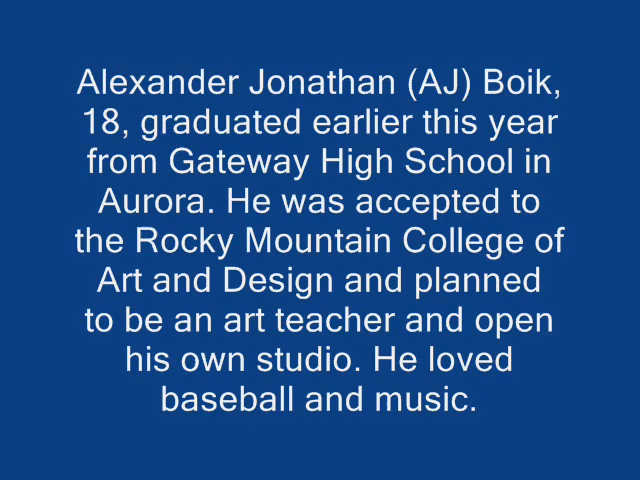 Alexander Jonathan (AJ) Boik,
18, graduated earlier this year
from Gateway High School in
Aurora. He was accepted to
the Rocky Mountain College of
Art and Design and planned
to be an art teacher and open
his own studio. He loved
baseball and music.